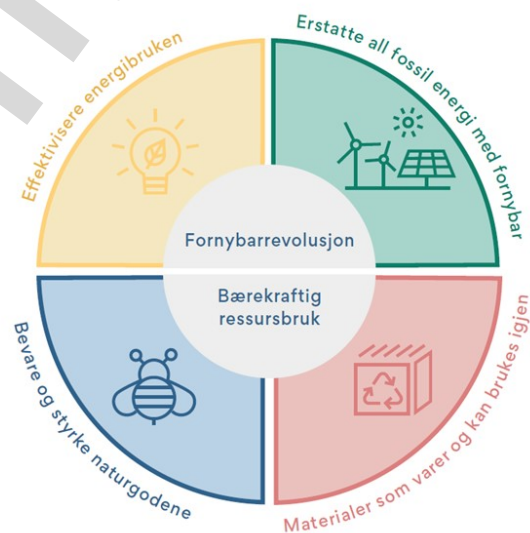 Effektivisere energibruken
Erstatte all fossil energi med fornybar
Fornybarrevolusjon
Bærekraftig
ressursbruk
Bevare og styrke naturgodene
Materialer som varer og kan brukes igjen